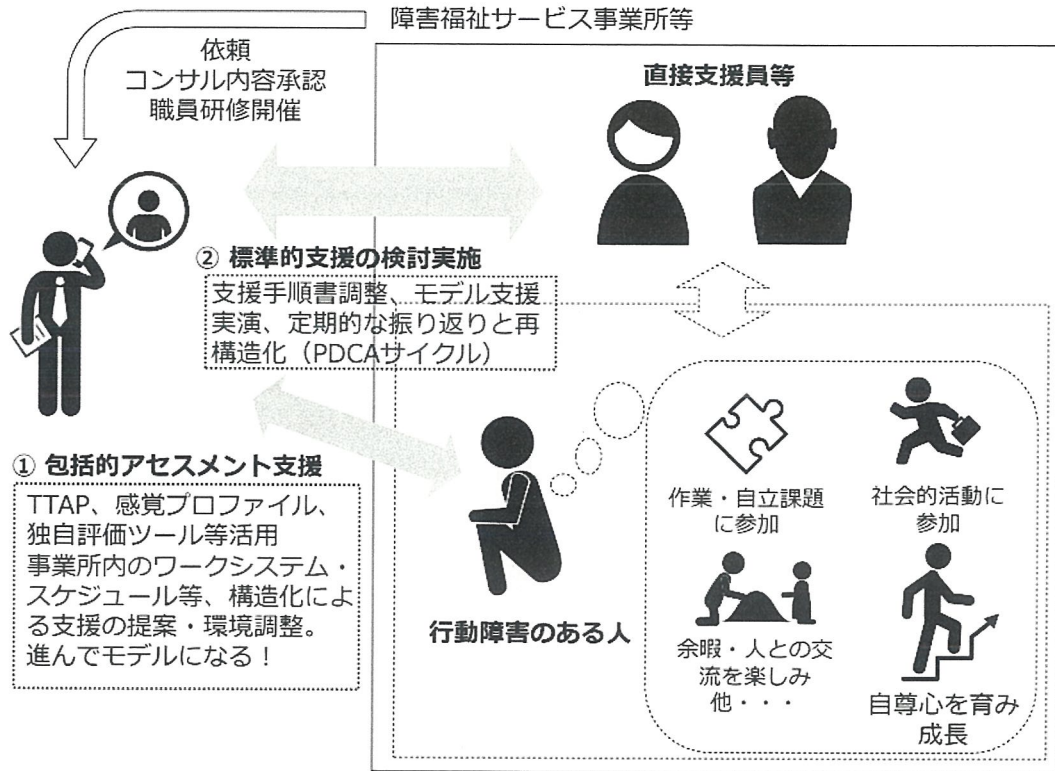 障害福祉サービス事業所等
依頼
コンサル内容承認
職員研修開催
直接支援員等
② 標準的支援の検討実施
支援手順書調整、モデル支援
実演、定期的な振り返りと再
構造化（PDCAサイクル）
① 包括的アセスメント支援
TTAP、感覚プロファイル、
独自評価ツール等活用
事業所内のワークシステム・
スケジュール等、構造化によ
る支援の提案・環境調整。
進んでモデルになる！
行動障害のある人
作業・自立課題
に参加
社会的活動に
参加
余暇・人との交
流を楽しみ
他・・・
自尊心を育み
成長